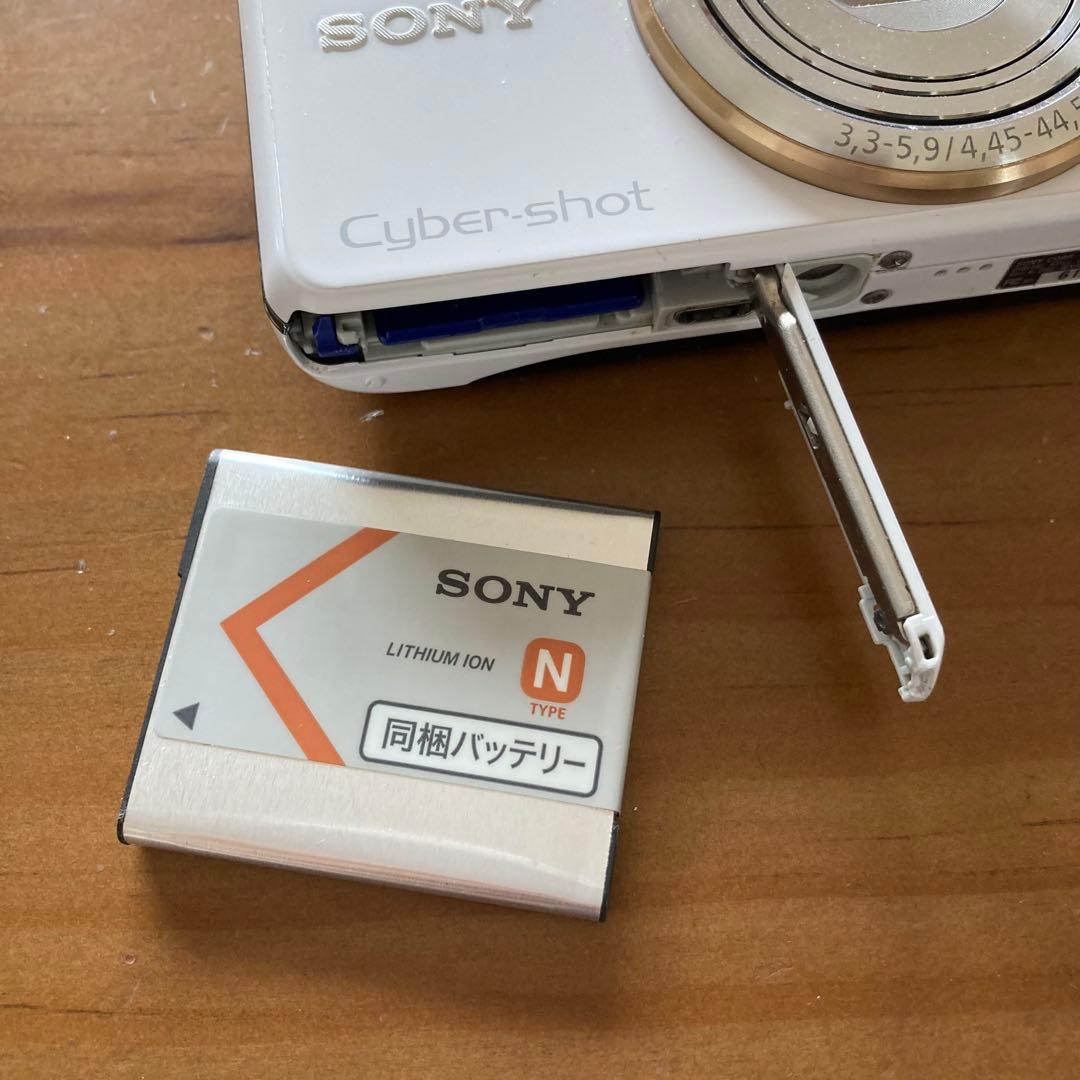 SONY
3,3-5,9/4,45-44,5
Cyber-shot
SONY
LITHIUM ION
N
TYPE
同梱バッテリー